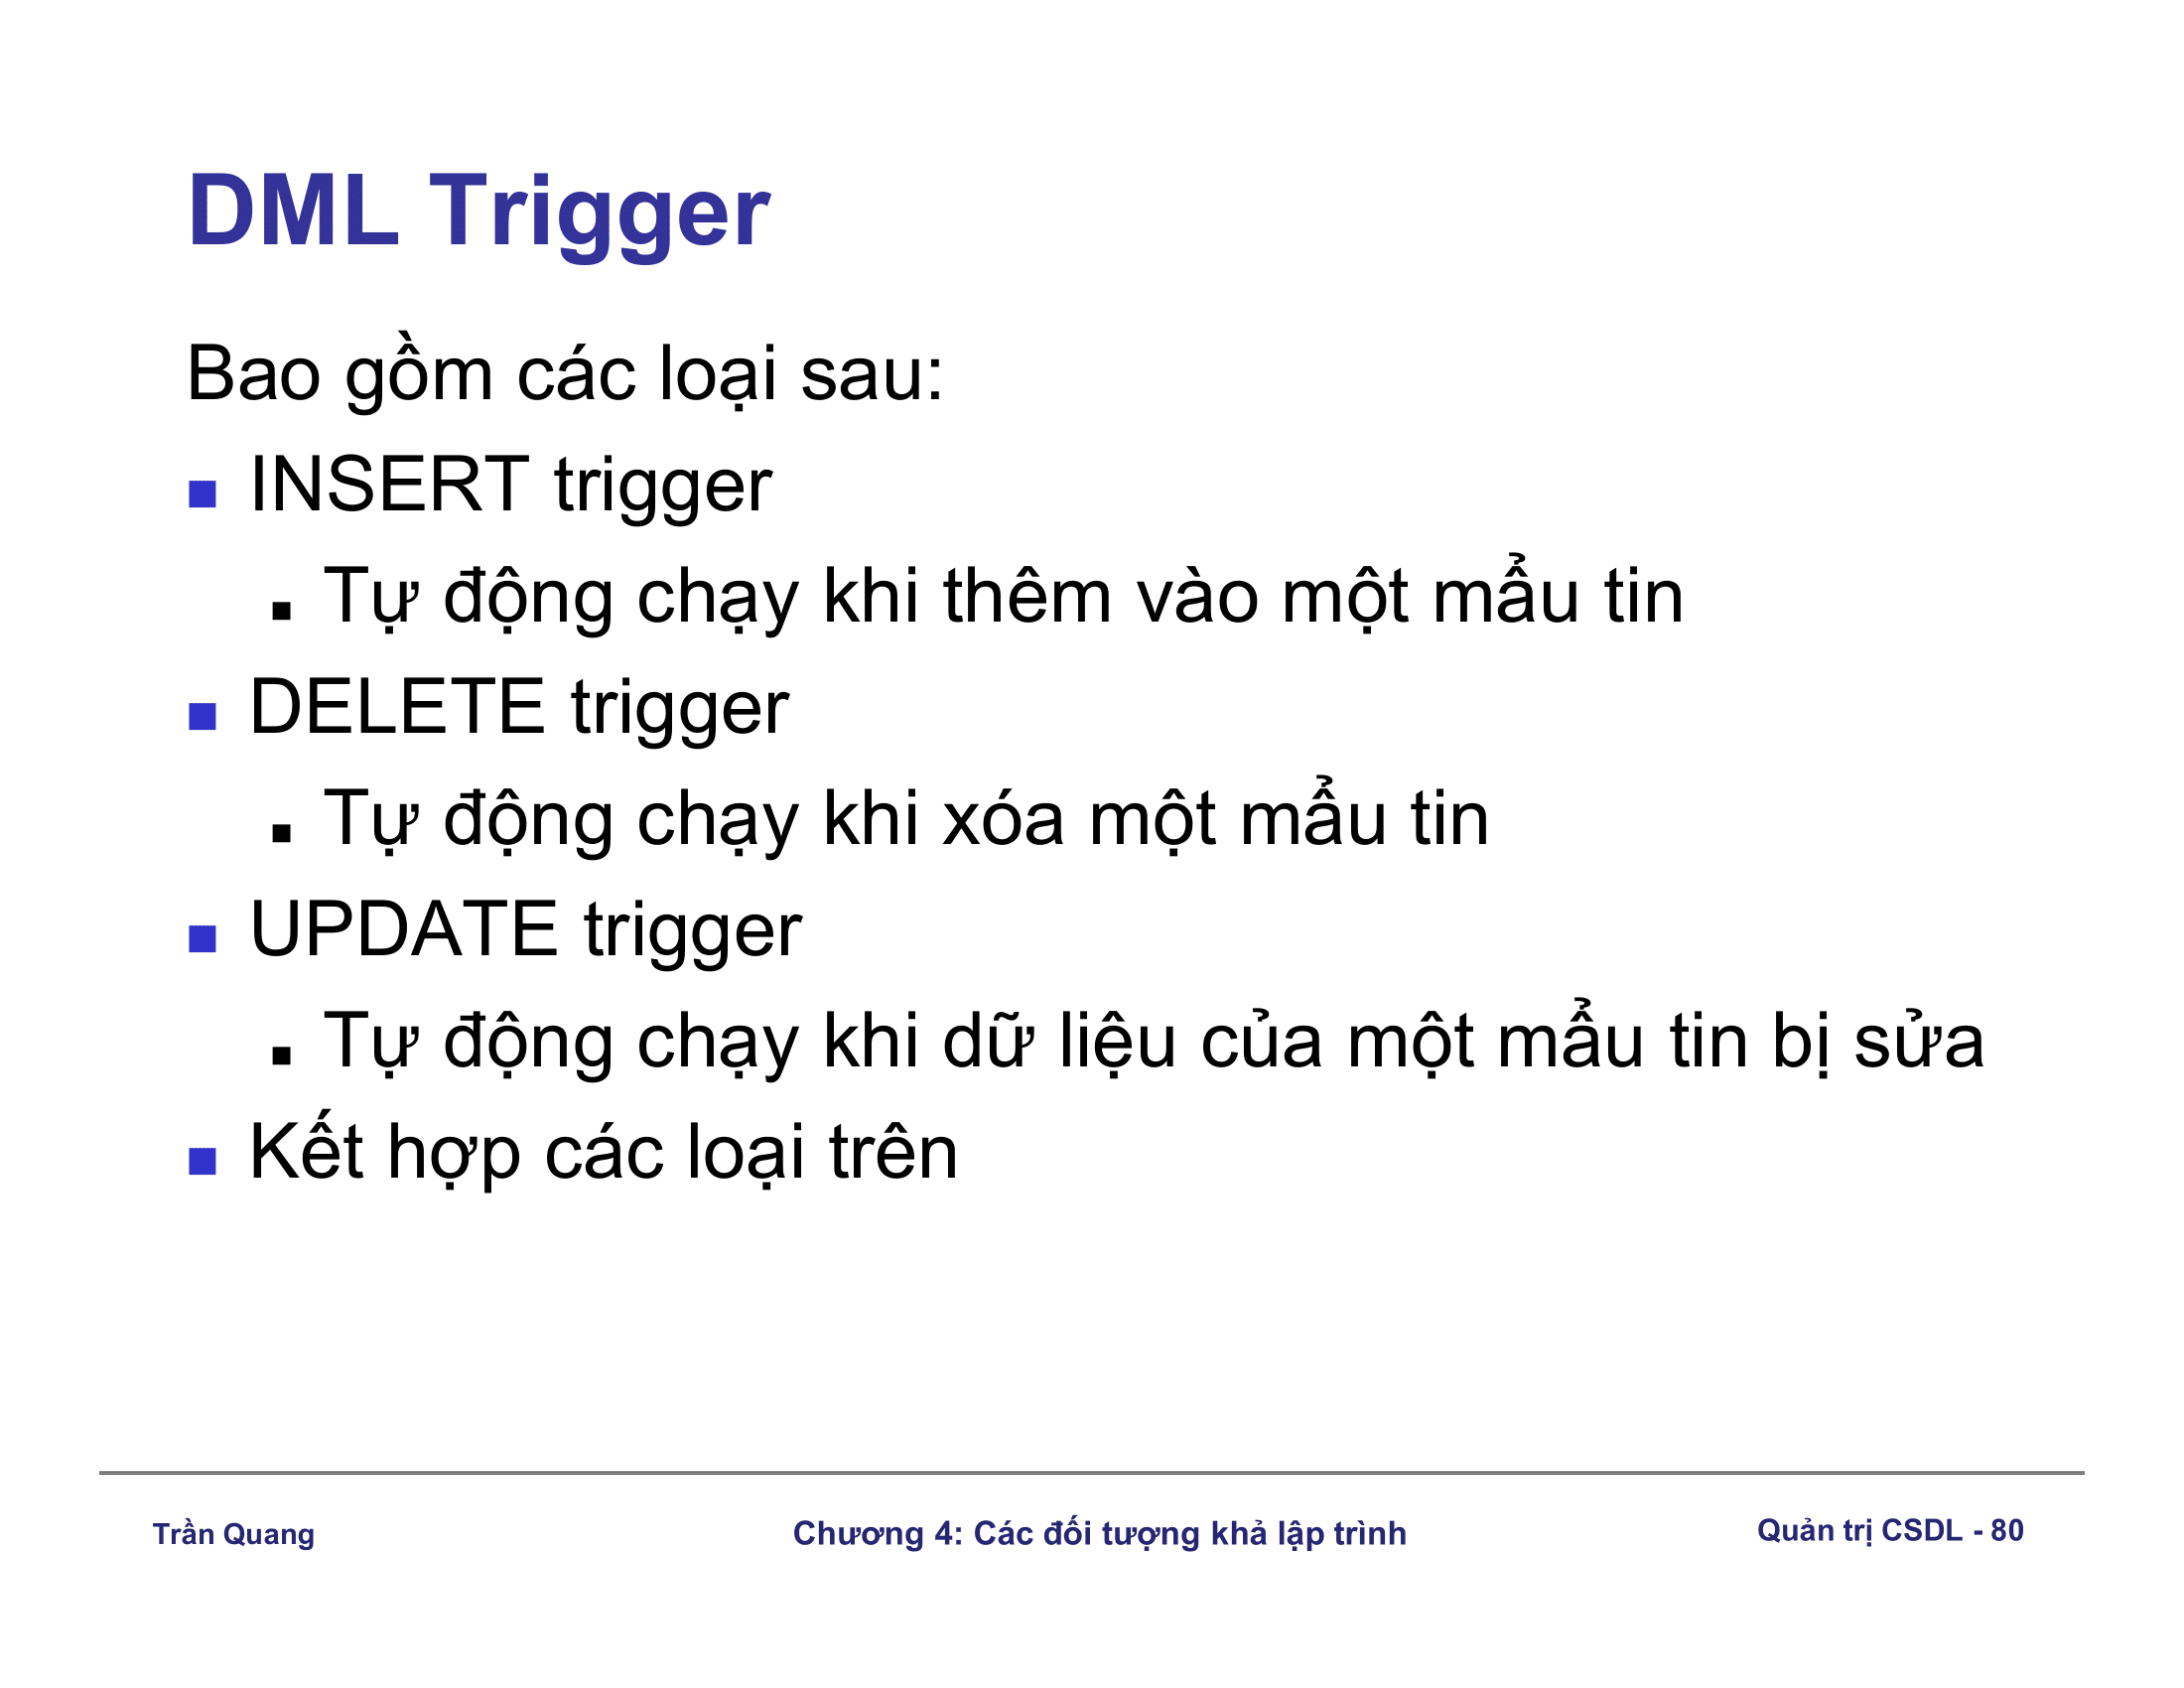 DML Trigger
Bao gồm các loại sau:
INSERT trigger
Tự động chạy khi thêm vào một mẩu tin
DELETE trigger
Tự động chạy khi xóa một mẩu tin
UPDATE trigger
Tự động chạy khi dữ liệu của một mẩu tin bị sửa
Kết hợp các loại trên
Trần Quang
Chương 4: Các đối tượng khả lập trình
Quản trị CSDL - 80